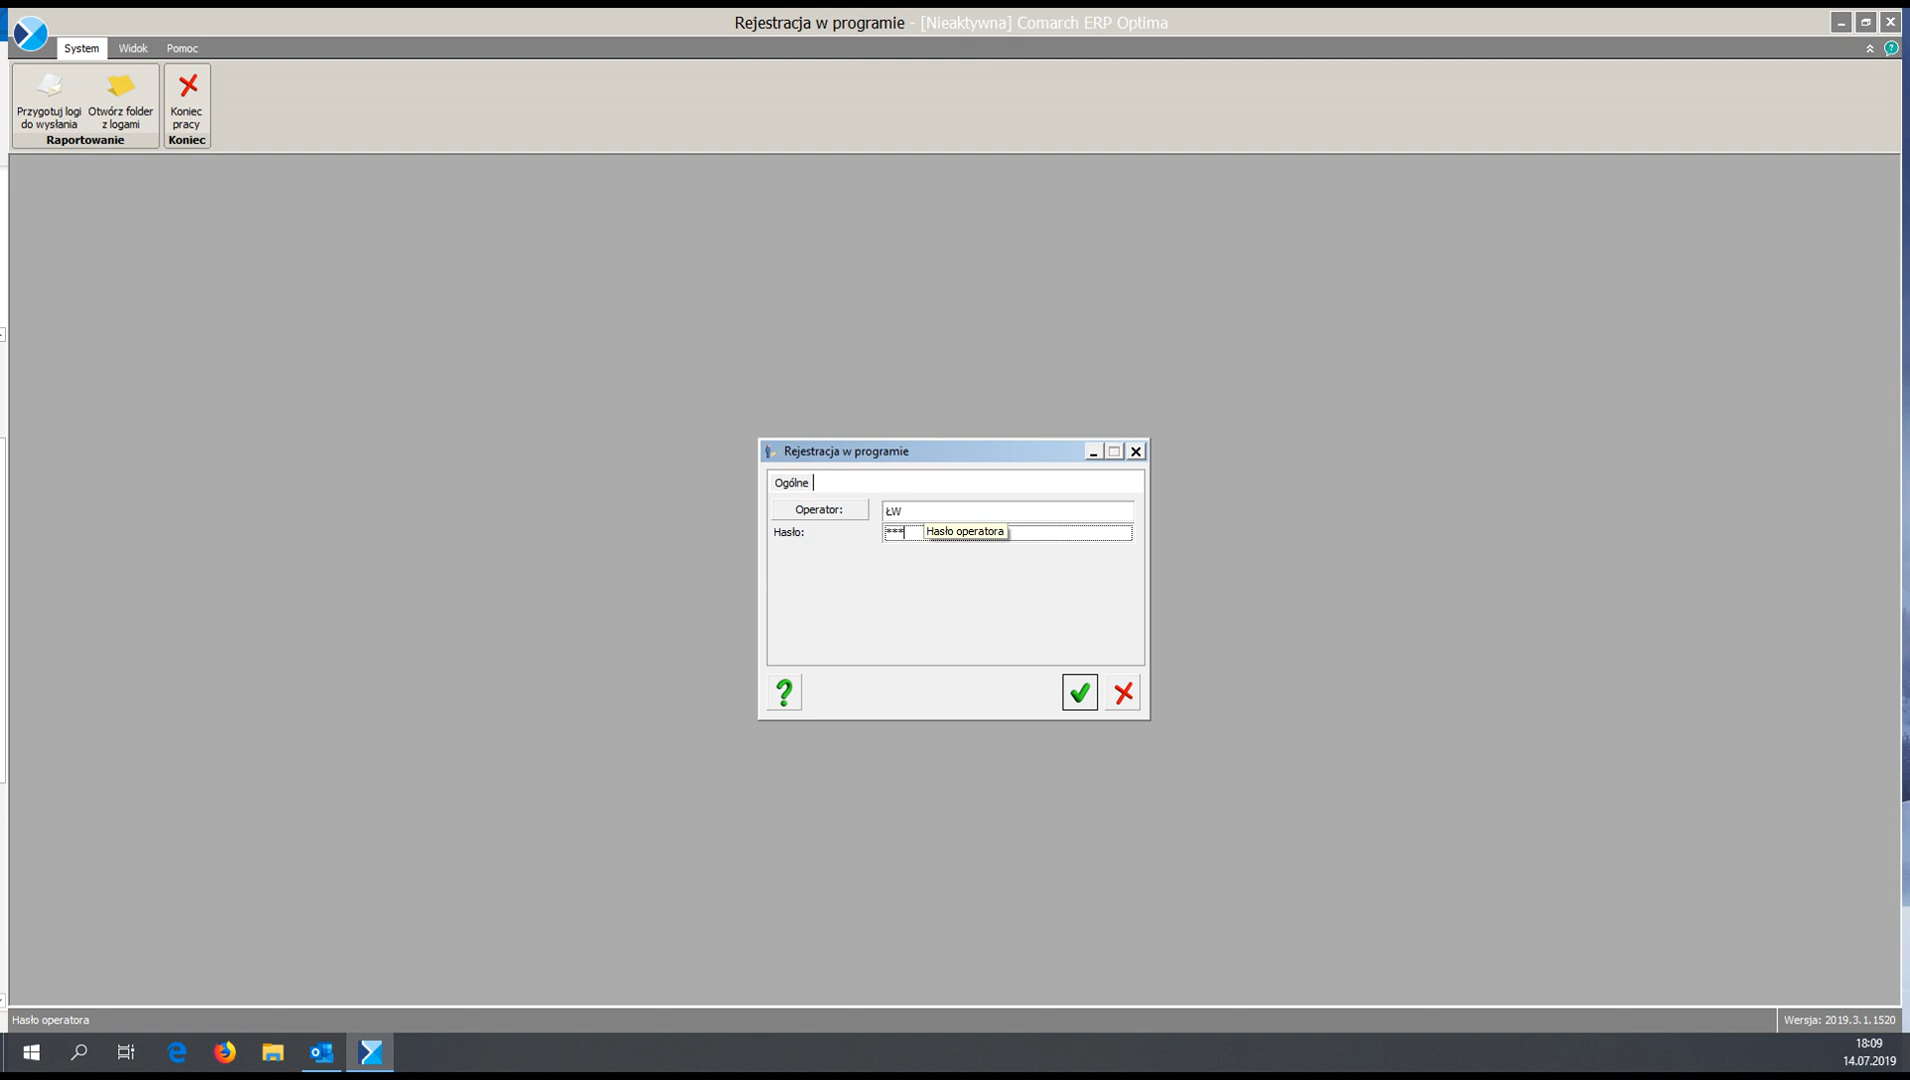 Rejestracja w programie - [Nieaktywna] Comarch ERP Optima
System Widok Pomoc
Przygotuj logi do wysłania
Otwórz folder z logami
Koniec pracy
Raportowanie
Koniec
Rejestracja w programie
Ogólne
Operator: ŁW
Hasło: ***
Hasło operatora
Hasło operatora
Wersja: 2019.3.1.1520
18:09
14.07.2019